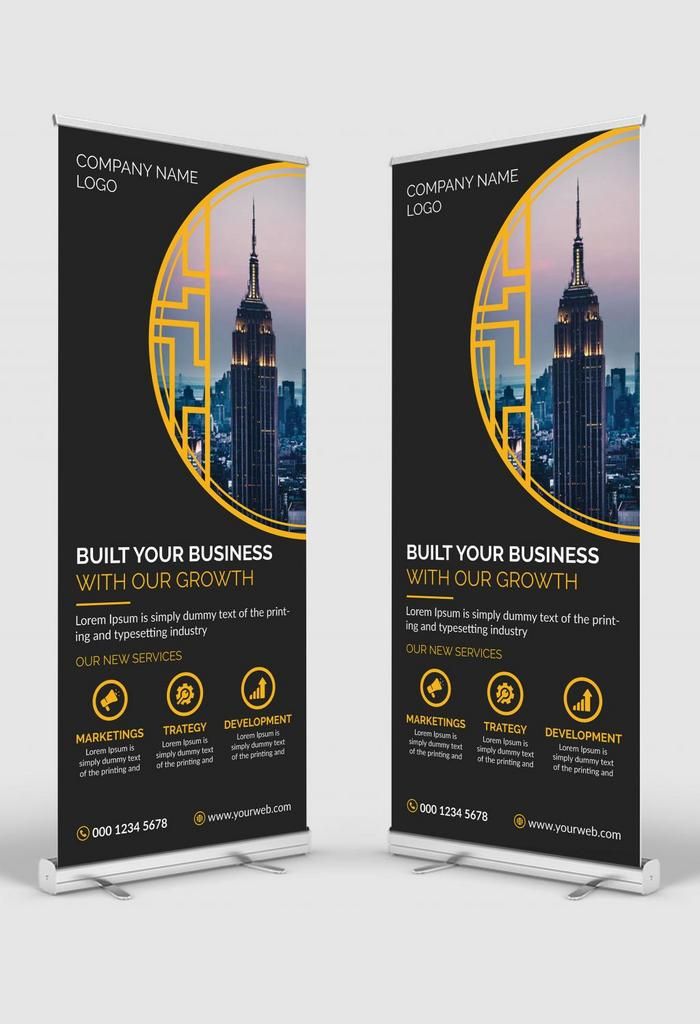 COMPANY NAME
LOGO
BUILT YOUR BUSINESS
WITH OUR GROWTH
Lorem Ipsum is simply dummy text of the print-
ing and typesetting industry
OUR NEW SERVICES
MARKETINGS
Lorem Ipsum is
simply dummy text
of the printing and
TRATEGY
Lorem Ipsum is
simply dummy text
of the printing and
DEVELOPMENT
Lorem Ipsum is
simply dummy text
of the printing and
000 1234 5678
www.yourweb.com
COMPANY NAME
LOGO
BUILT YOUR BUSINESS
WITH OUR GROWTH
Lorem Ipsum is simply dummy text of the print-
ing and typesetting industry
OUR NEW SERVICES
MARKETINGS
Lorem Ipsum is
simply dummy text
of the printing and
TRATEGY
Lorem Ipsum is
simply dummy text
of the printing and
DEVELOPMENT
Lorem Ipsum is
simply dummy text
of the printing and
000 1234 5678
www.yourweb.com